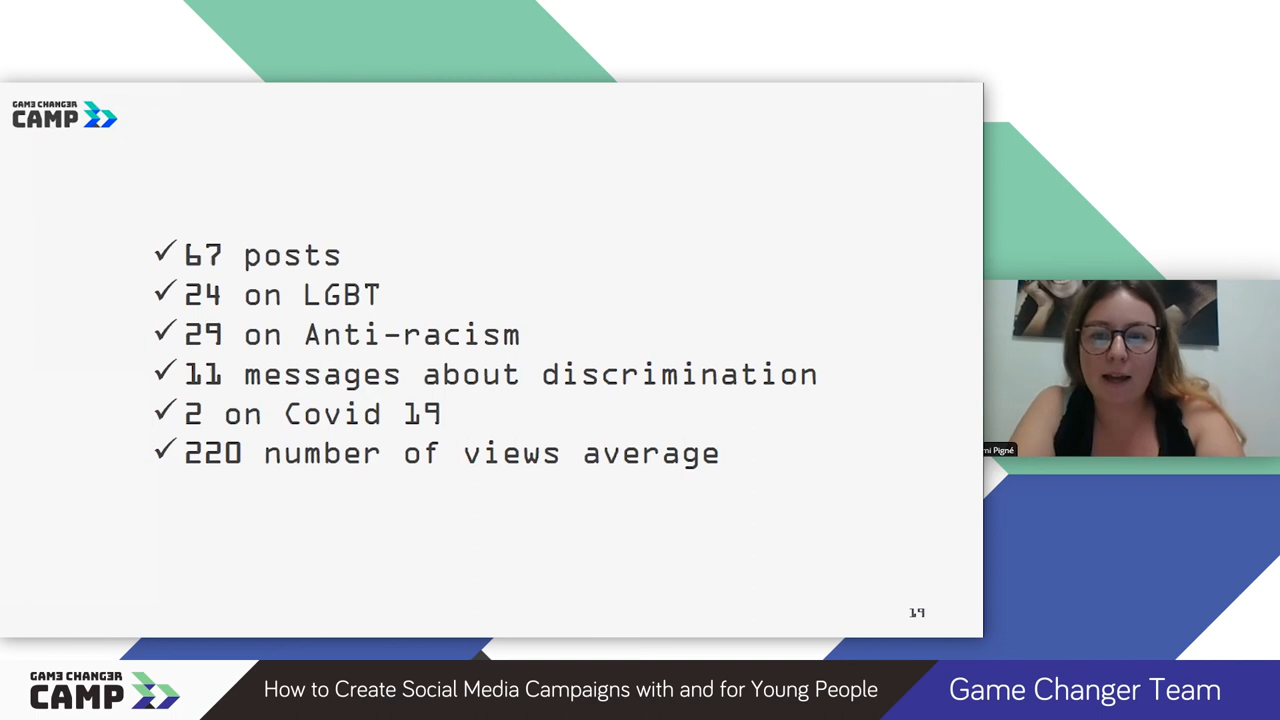 GAM3 CHANG3R
CAMP
✓67 posts
✓24 on LGBT
✓29 on Anti-racism
✓11 messages about discrimination
✓2 on Covid 19
✓220 number of views average
19
mi Pigné
GAM3 CHANG3R
CAMP
How to Create Social Media Campaigns with and for Young People
Game Changer Team